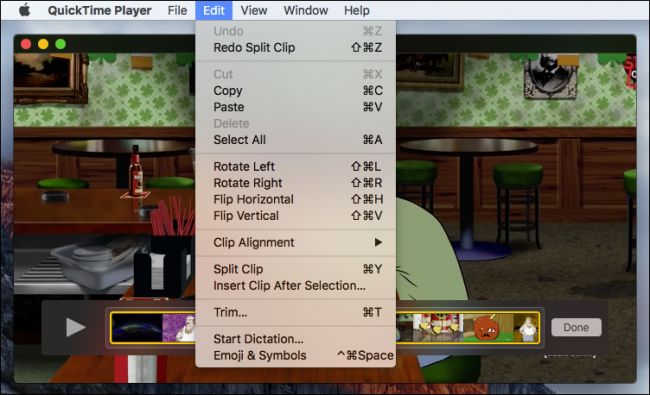 QuickTime Player File Edit View Window Help
Undo ⌘Z
Redo Split Clip ⇧⌘Z
Cut ⌘X
Copy ⌘C
Paste ⌘V
Delete
Select All ⌘A
Rotate Left ⇧⌘L
Rotate Right ⇧⌘R
Flip Horizontal ⇧⌘H
Flip Vertical ⇧⌘V
Clip Alignment ▶
Split Clip ⌘Y
Insert Clip After Selection...
Trim... ⌘T
Done
Start Dictation...
Emoji & Symbols ^⌘Space